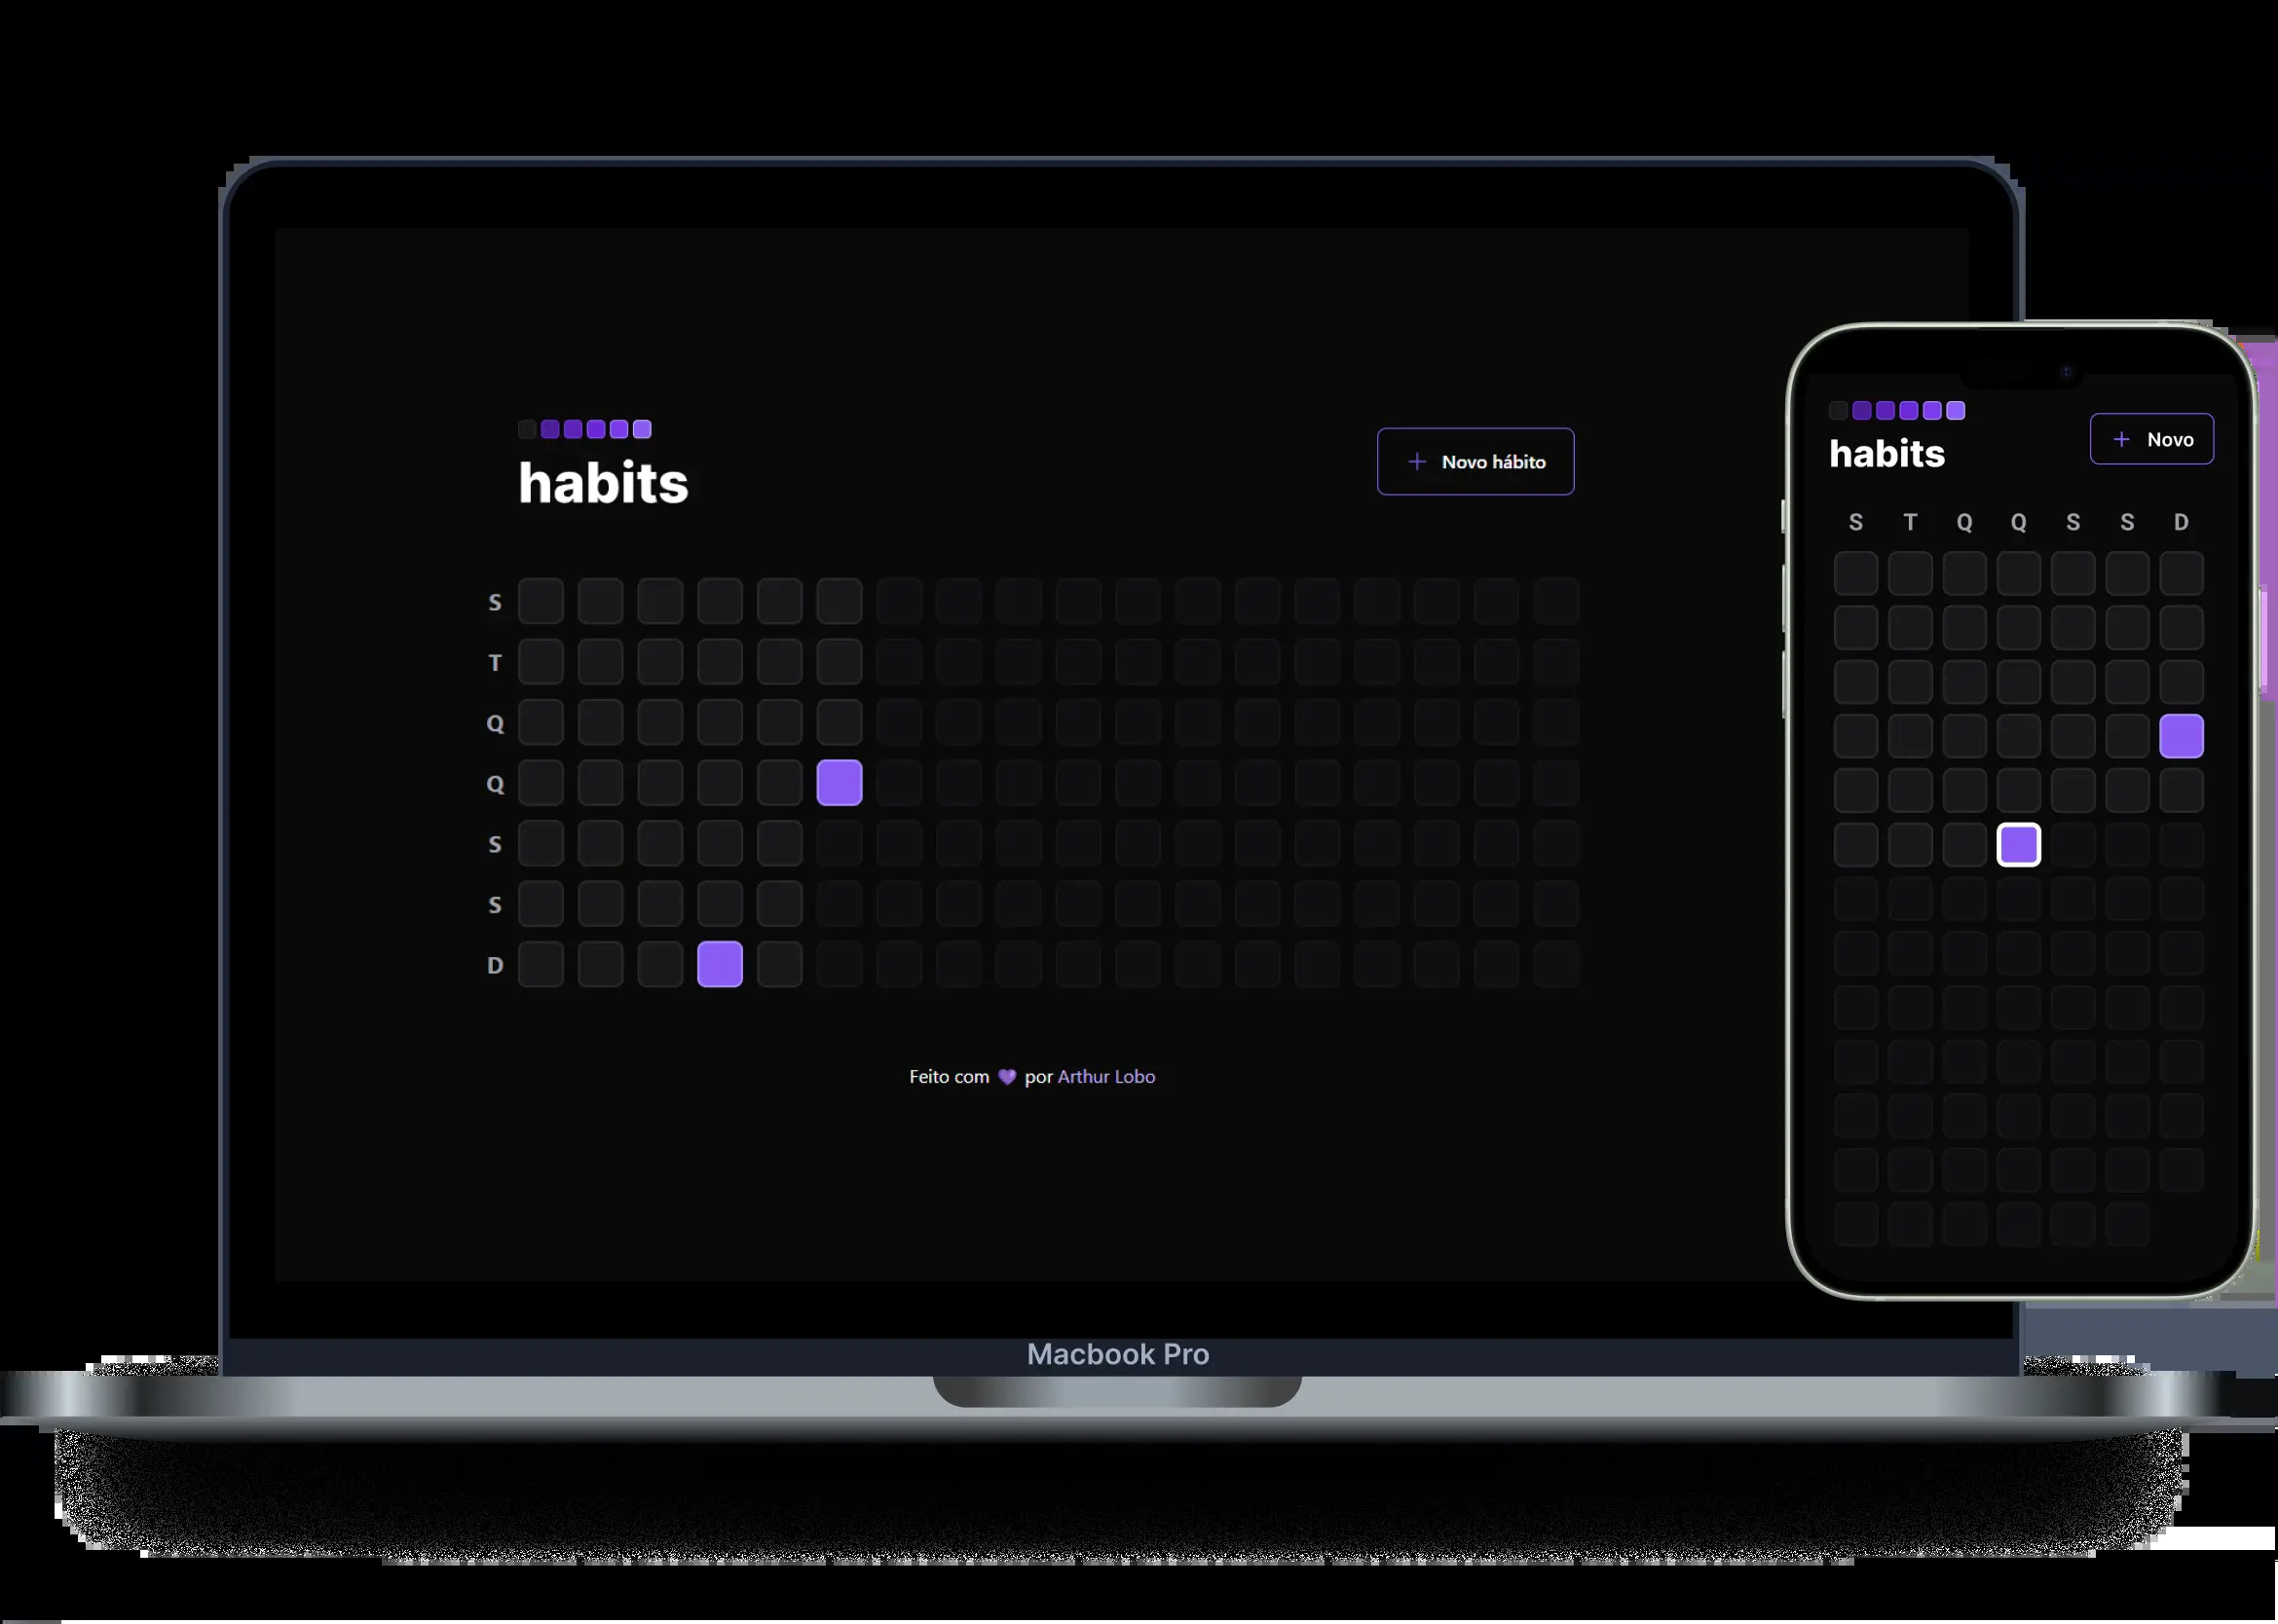 habits
+ Novo hábito
S
T
Q
Q
S
S
D
Feito com 💜 por Arthur Lobo
Macbook Pro
habits
+ Novo
S T Q Q S S D